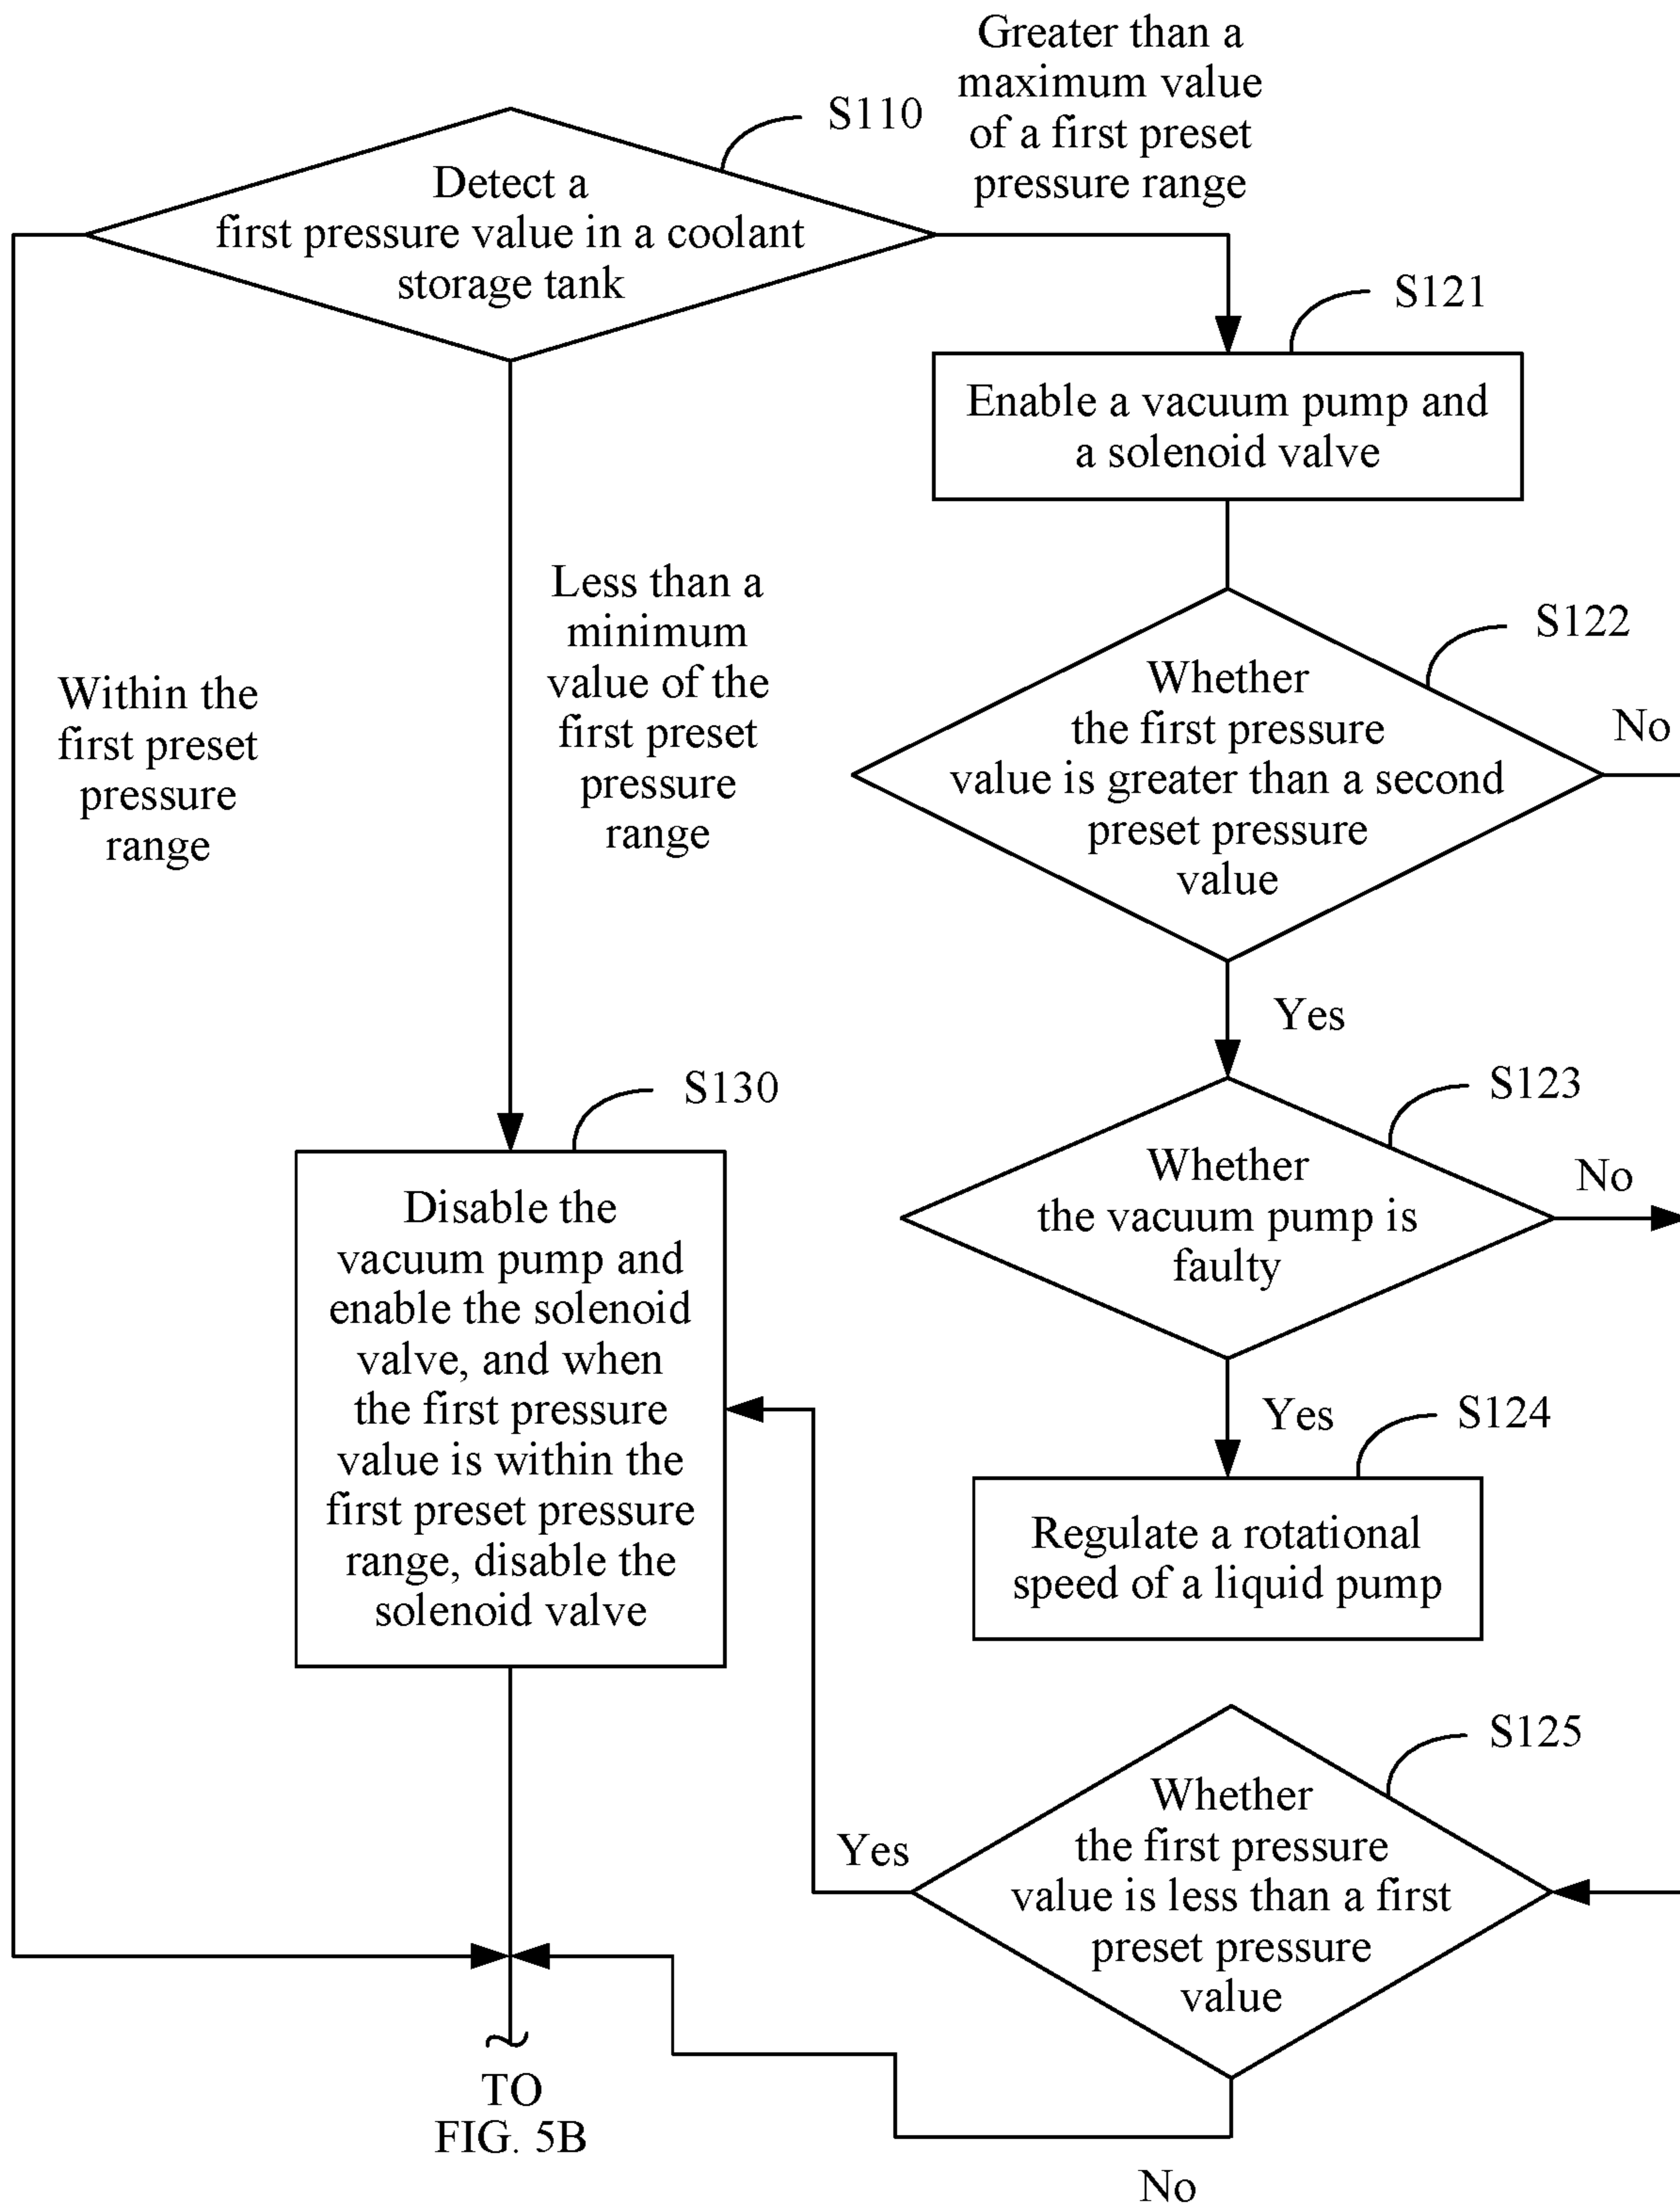 Greater than a
maximum value
of a first preset
pressure range
S110
Detect a
first pressure value in a coolant
storage tank
S121
Enable a vacuum pump and
a solenoid valve
Within the
first preset
pressure
range
Less than a
minimum
value of the
first preset
pressure
range
S122
Whether
the first pressure
value is greater than a second
preset pressure
value
No
Yes
S123
Whether
the vacuum pump is
faulty
No
Yes
S124
Regulate a rotational
speed of a liquid pump
S130
Disable the
vacuum pump and
enable the solenoid
valve, and when
the first pressure
value is within the
first preset pressure
range, disable the
solenoid valve
S125
Whether
the first pressure
value is less than a first
preset pressure
value
Yes
No
TO
FIG. 5B